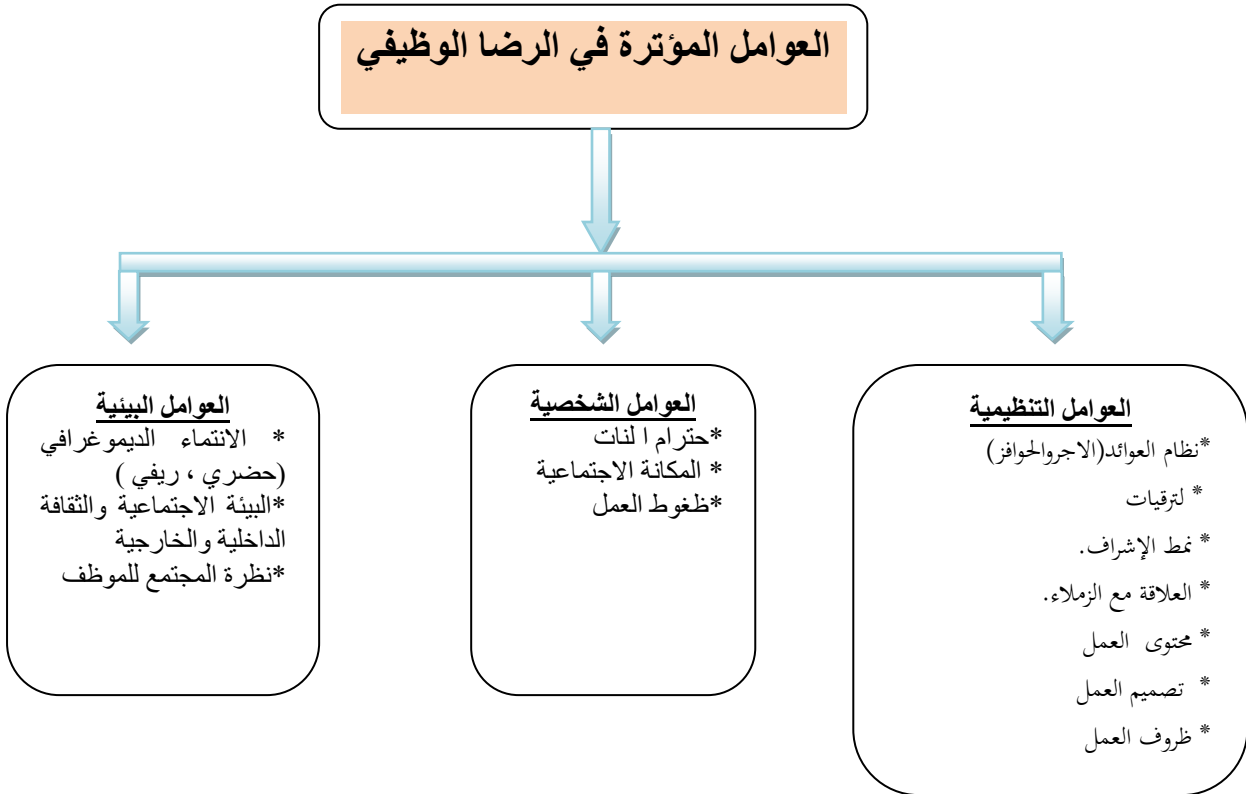 العوامل المؤترة في الرضا الوظيفي
العوامل التنظيمية
*نظام العوائد(الاجروالحوافز)
* لترقيات
* نمط الإشراف.
* العلاقة مع الزملاء.
* محتوى العمل
* تصميم العمل
* ظروف العمل
العوامل الشخصية
*حترام ا لنات
* المكانة الاجتماعية
*ظغوط العمل
العوامل البيئية
* الانتماء الديموغرافي
(حضري ، ريفي )
*البيئة الاجتماعية والثقافة
الداخلية والخارجية
*نظرة المجتمع للموظف